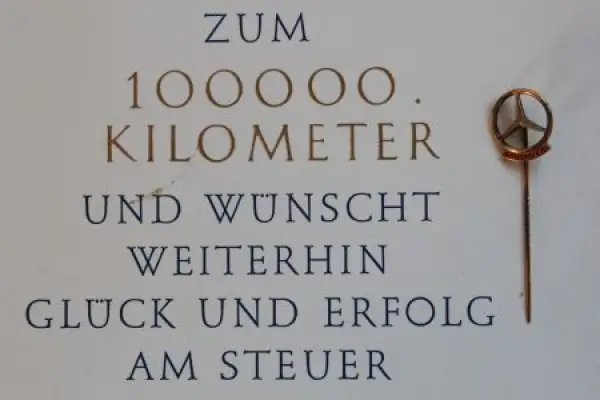 ZUM
100000.
KILOMETER
UND WÜNSCHT
WEITERHIN
GLÜCK UND ERFOLG
AM STEUER